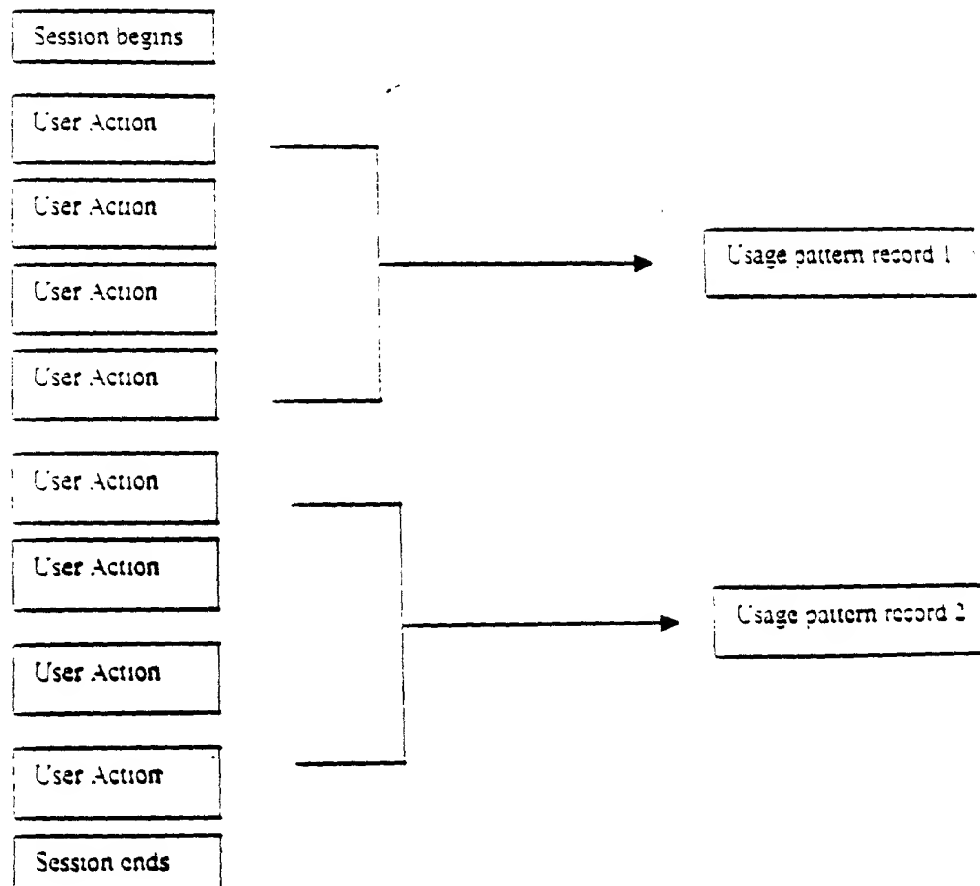 Session begins
User Action
User Action
User Action
User Action
Usage pattern record 1
User Action
User Action
User Action
User Action
Usage pattern record 2
Session ends